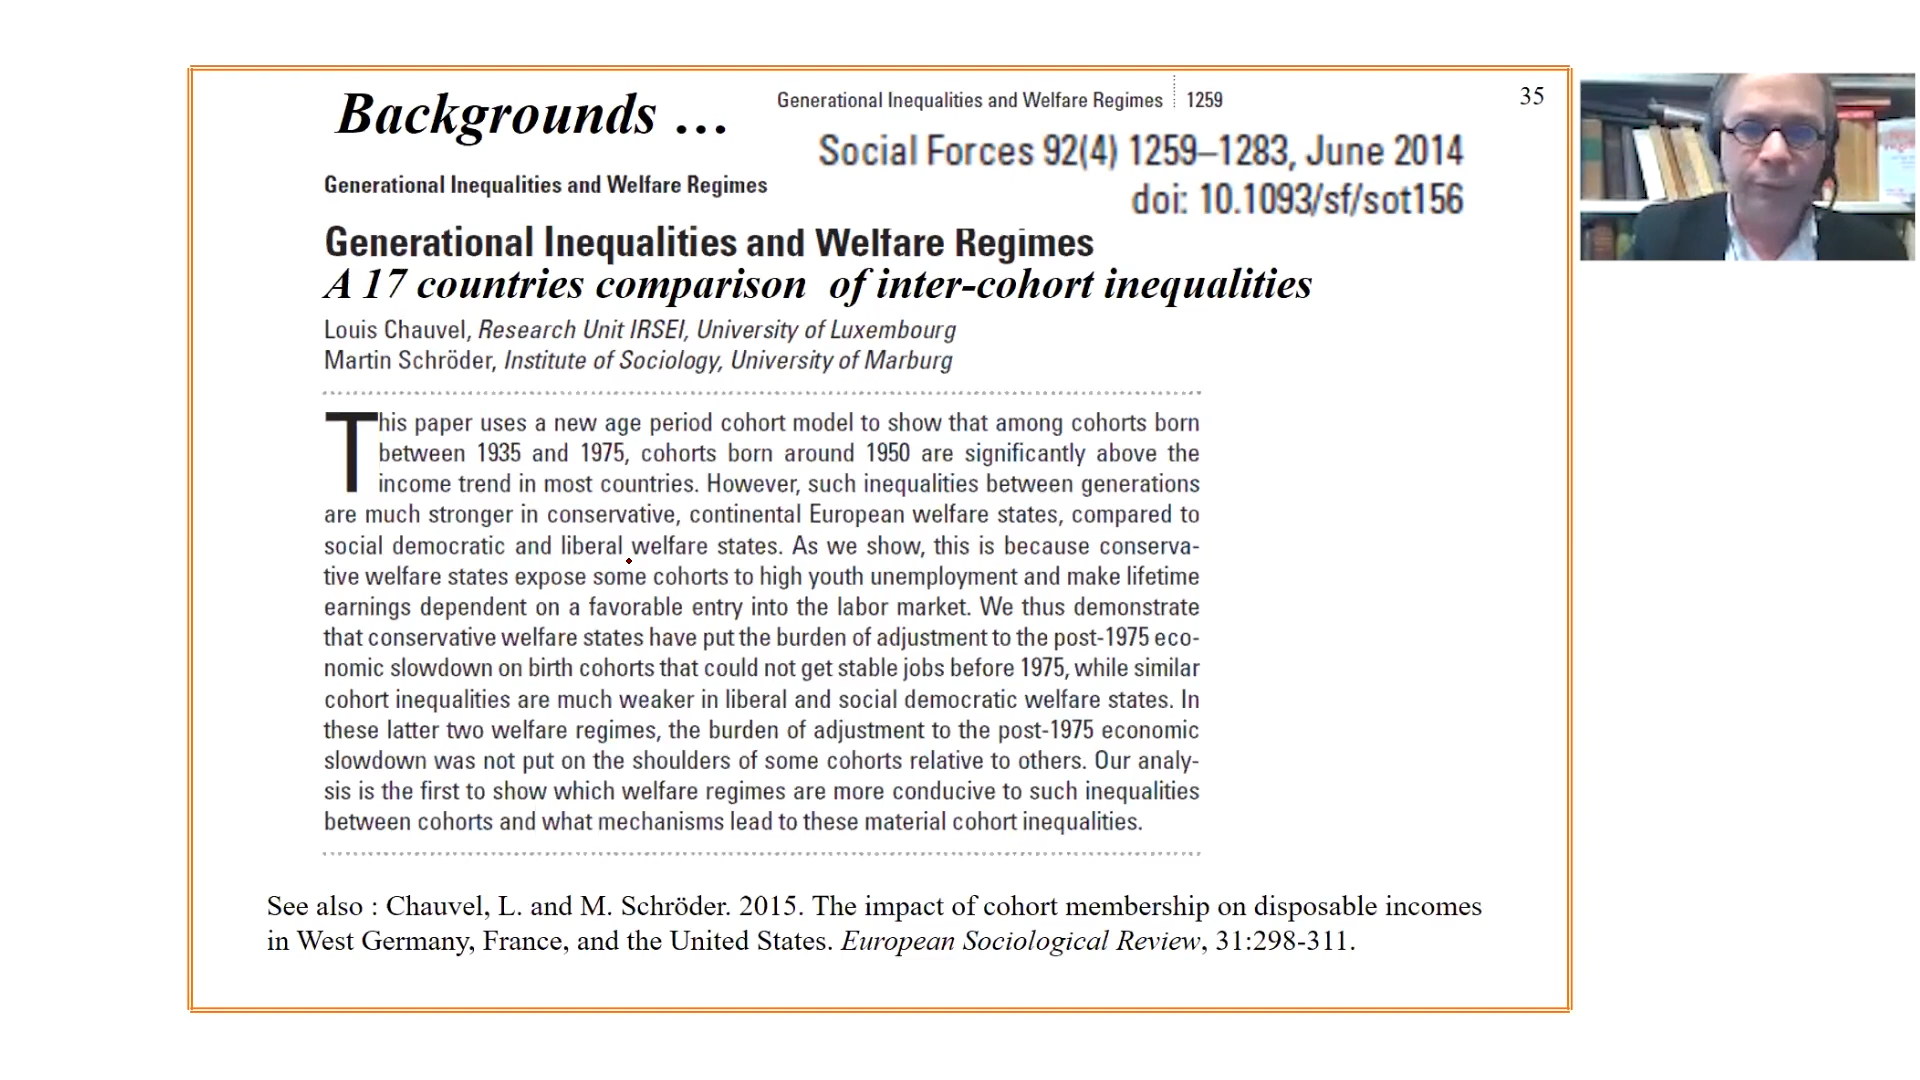 Backgrounds …
Generational Inequalities and Welfare Regimes 1259
35
Social Forces 92(4) 1259–1283, June 2014
doi: 10.1093/sf/sot156
Generational Inequalities and Welfare Regimes
Generational Inequalities and Welfare Regimes
A 17 countries comparison of inter-cohort inequalities
Louis Chauvel, Research Unit IRSEI, University of Luxembourg
Martin Schröder, Institute of Sociology, University of Marburg
This paper uses a new age period cohort model to show that among cohorts born
between 1935 and 1975, cohorts born around 1950 are significantly above the
income trend in most countries. However, such inequalities between generations
are much stronger in conservative, continental European welfare states, compared to
social democratic and liberal welfare states. As we show, this is because conserva-
tive welfare states expose some cohorts to high youth unemployment and make lifetime
earnings dependent on a favorable entry into the labor market. We thus demonstrate
that conservative welfare states have put the burden of adjustment to the post-1975 eco-
nomic slowdown on birth cohorts that could not get stable jobs before 1975, while similar
cohort inequalities are much weaker in liberal and social democratic welfare states. In
these latter two welfare regimes, the burden of adjustment to the post-1975 economic
slowdown was not put on the shoulders of some cohorts relative to others. Our analy-
sis is the first to show which welfare regimes are more conducive to such inequalities
between cohorts and what mechanisms lead to these material cohort inequalities.
See also : Chauvel, L. and M. Schröder. 2015. The impact of cohort membership on disposable incomes
in West Germany, France, and the United States. European Sociological Review, 31:298-311.